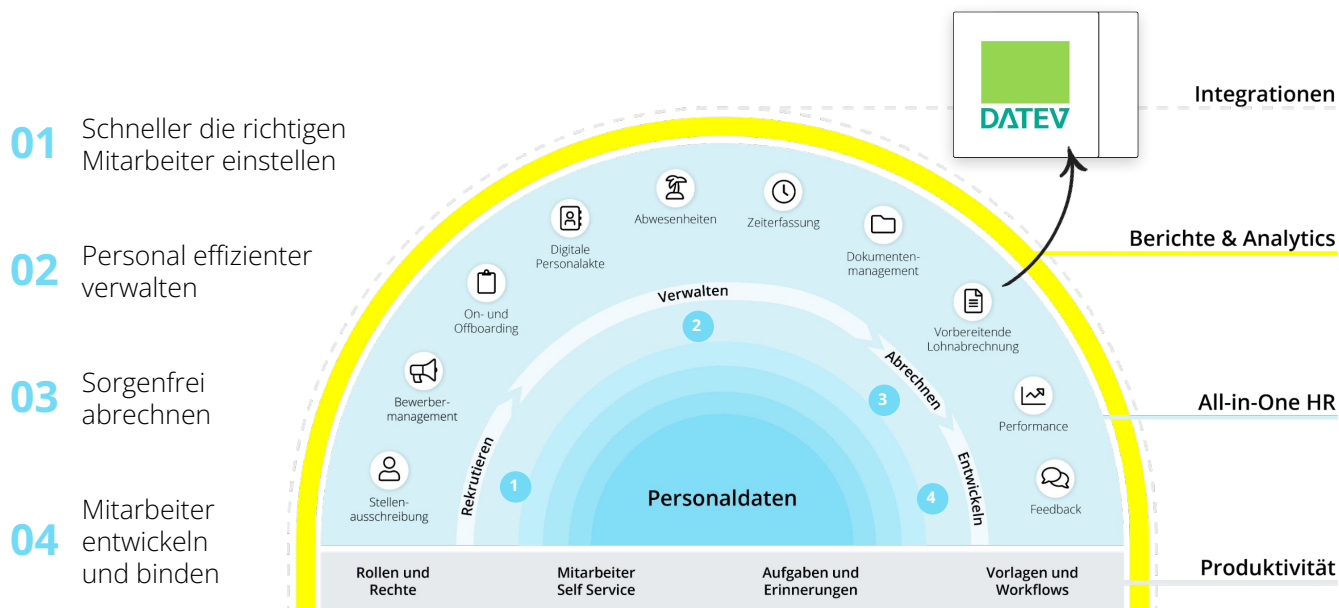 01
Schneller die richtigen
Mitarbeiter einstellen
02
Personal effizienter
verwalten
03
Sorgenfrei
abrechnen
04
Mitarbeiter
entwickeln
und binden
DATEV
Integrationen
Berichte & Analytics
All-in-One HR
Produktivität
Stellen-
ausschreibung
Bewerber-
management
On- und
Offboarding
Digitale
Personalakte
Abwesenheiten
Zeiterfassung
Dokumenten-
management
Vorbereitende
Lohnabrechnung
Performance
Feedback
Rekrutieren
1
Verwalten
2
Abrechnen
3
Entwickeln
4
Personaldaten
Rollen und
Rechte
Mitarbeiter
Self Service
Aufgaben und
Erinnerungen
Vorlagen und
Workflows